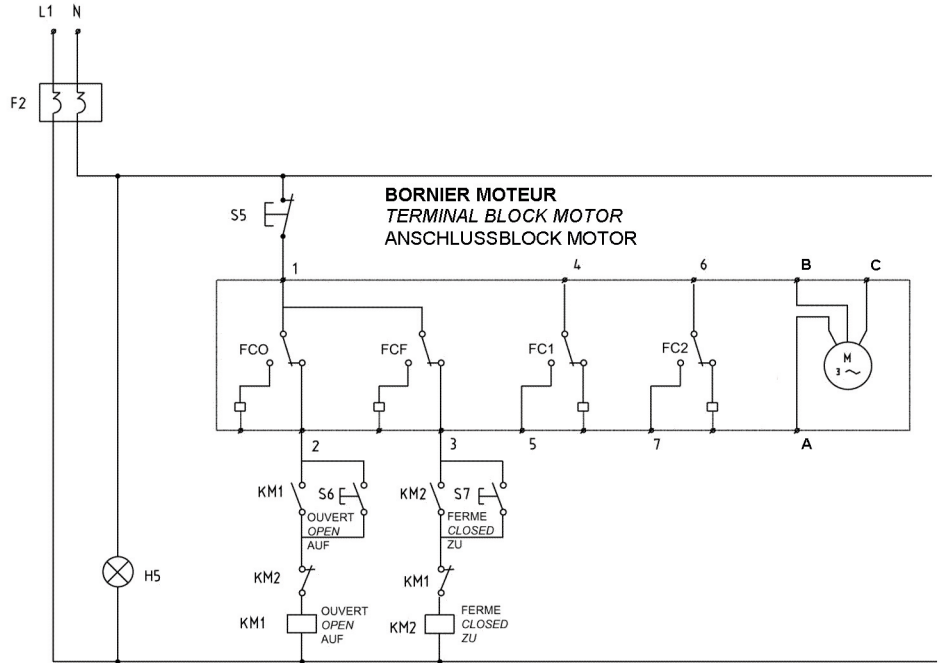 L1 N
F2
BORNIER MOTEUR
TERMINAL BLOCK MOTOR
ANSCHLUSSBLOCK MOTOR
S5
1 4 6 B C
FCO FCF FC1 FC2 M
3 ~
2 3 5 7 A
KM1 S6 KM2 S7
OUVERT FERME
OPEN CLOSED
AUF ZU
H5 KM2 KM1
KM1 OUVERT KM2 FERME
OPEN CLOSED
AUF ZU